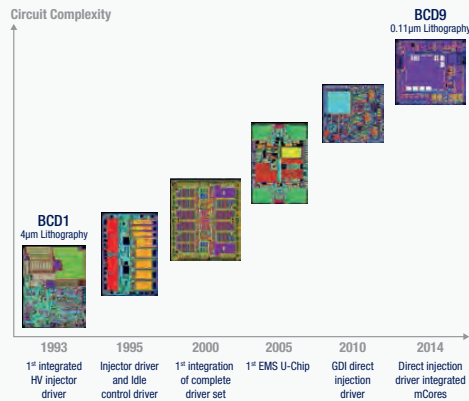 Circuit Complexity
BCD9
0.11µm Lithography
BCD1
4µm Lithography
1993
1995
2000
2005
2010
2014
1st integrated
HV injector
driver
Injector driver
and Idle
control driver
1st integration
of complete
driver set
1st EMS U-Chip
GDI direct
injection
driver
Direct injection
driver integrated
mCores